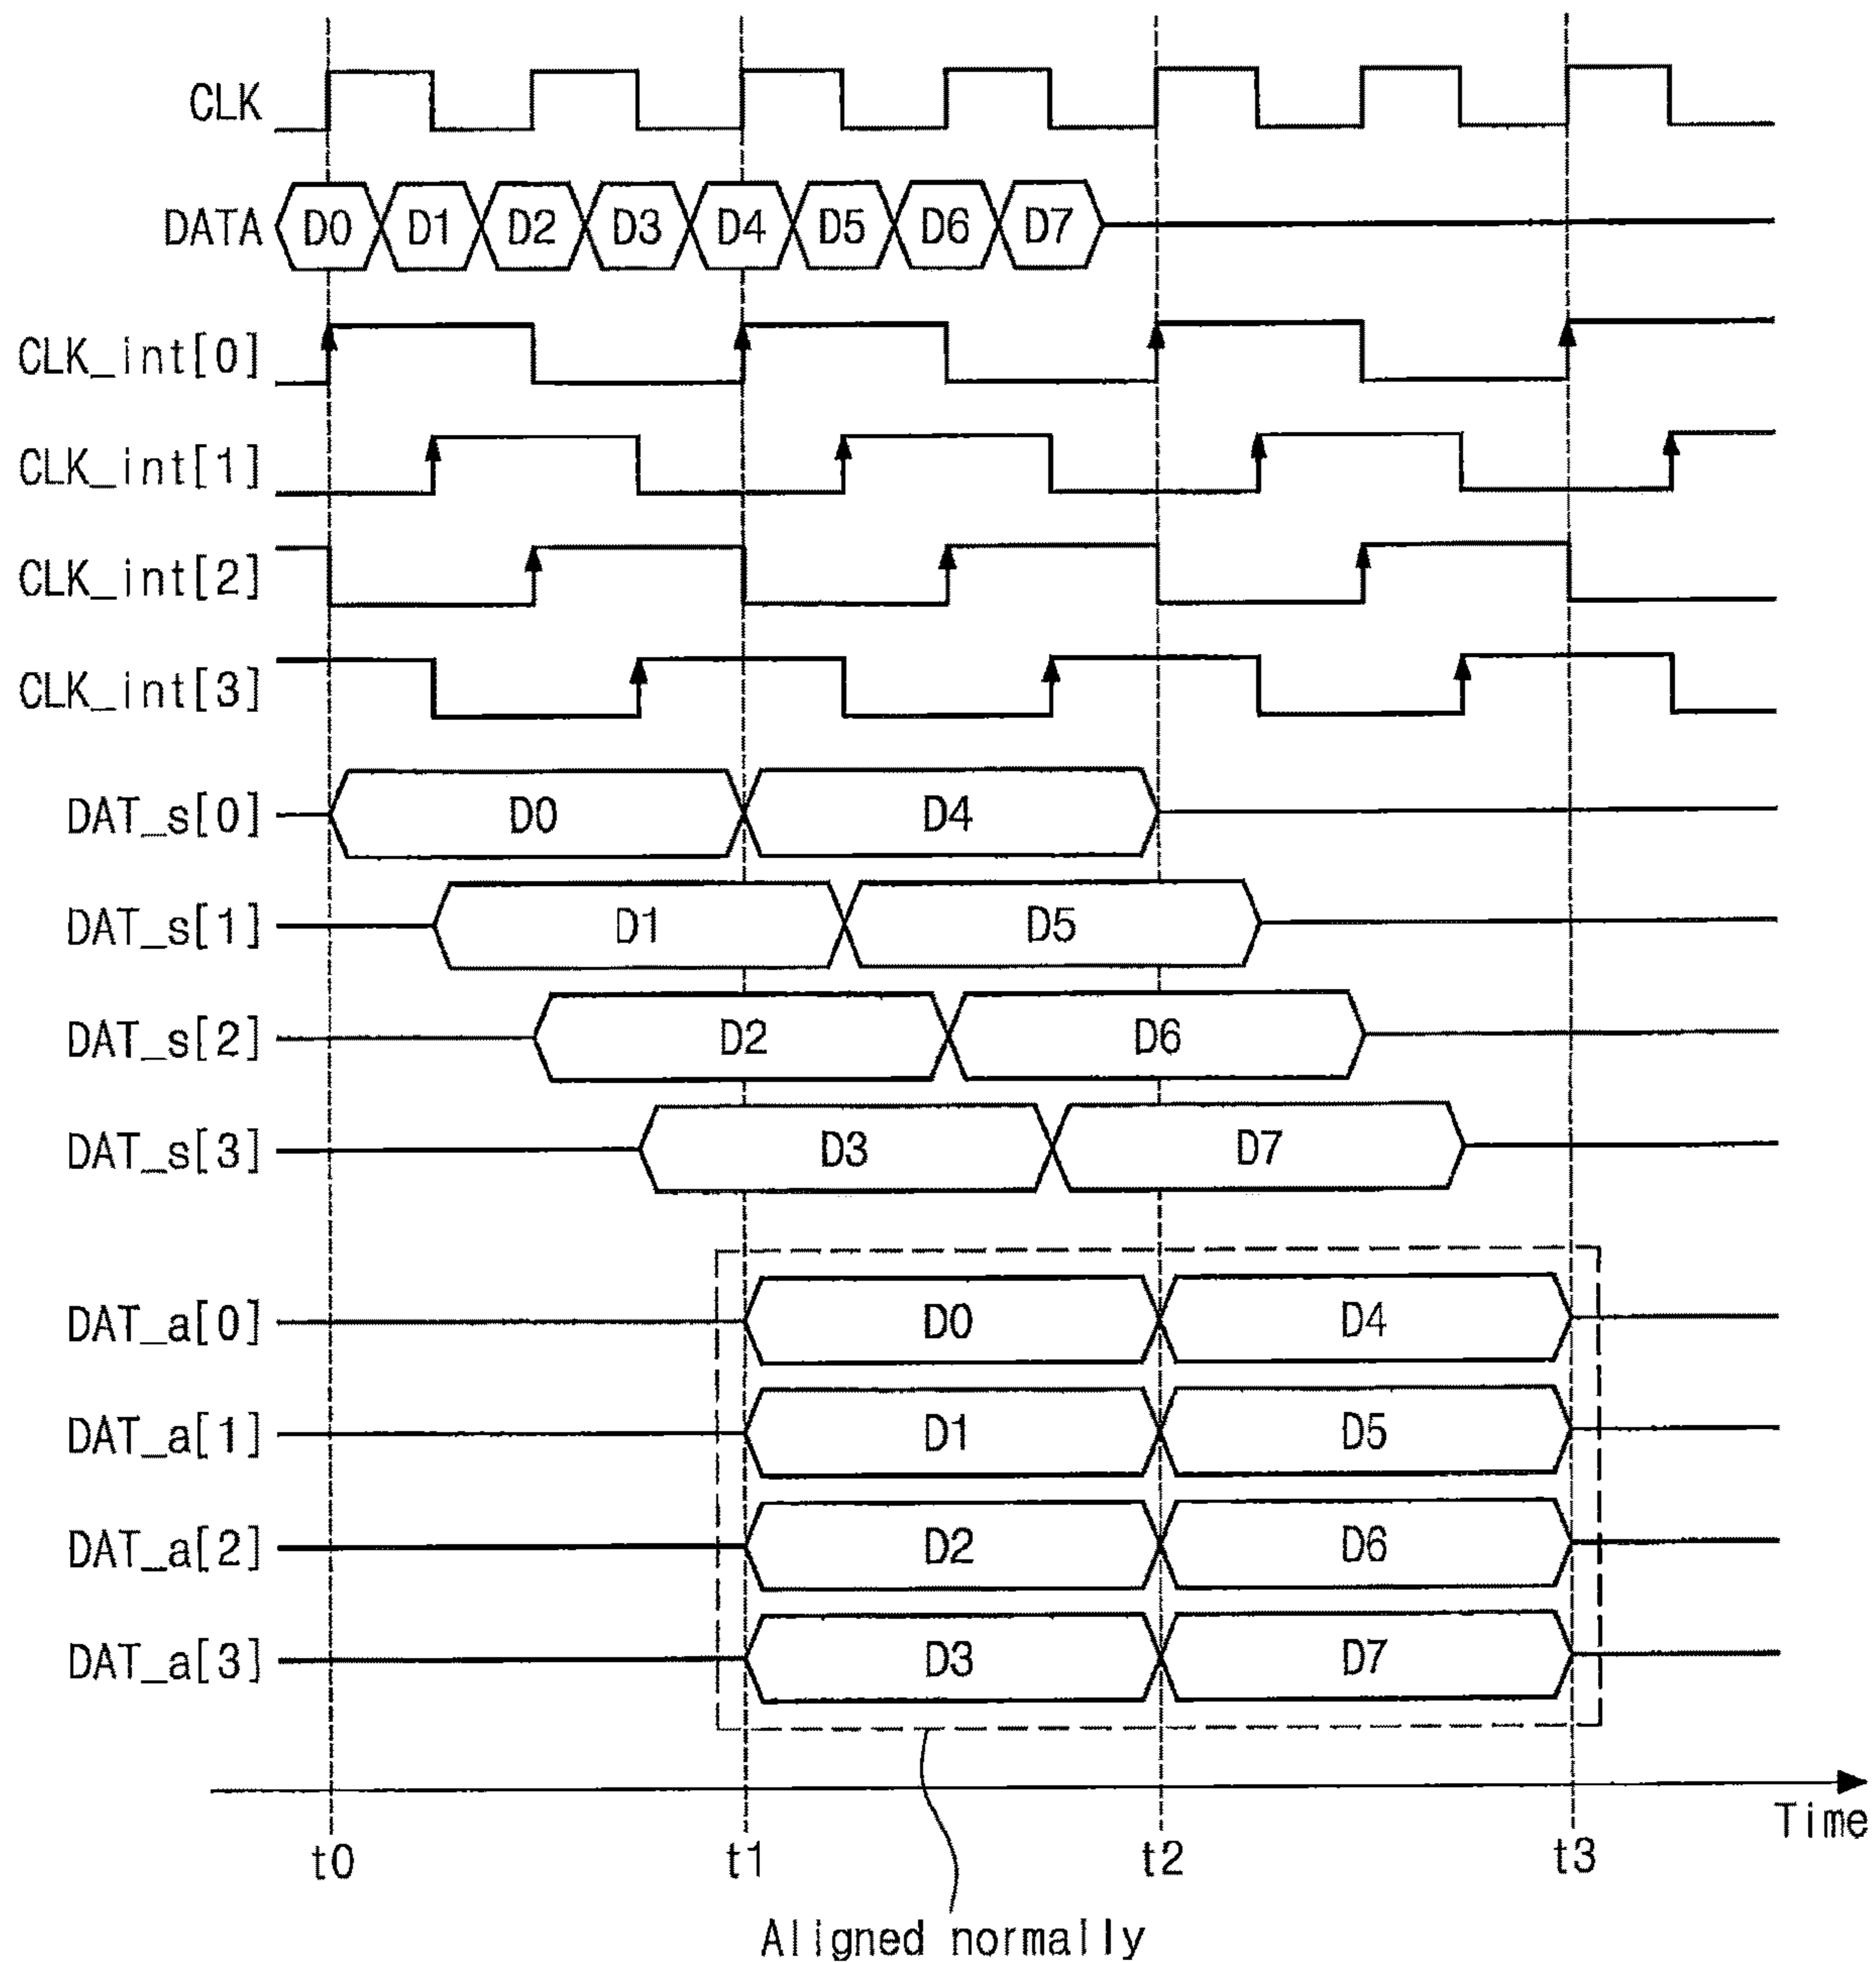 CLK
DATA D0 D1 D2 D3 D4 D5 D6 D7
CLK_int[0]
CLK_int[1]
CLK_int[2]
CLK_int[3]
DAT_s[0] D0 D4
DAT_s[1] D1 D5
DAT_s[2] D2 D6
DAT_s[3] D3 D7
DAT_a[0] D0 D4
DAT_a[1] D1 D5
DAT_a[2] D2 D6
DAT_a[3] D3 D7
Time
t0 t1 t2 t3
Aligned normally